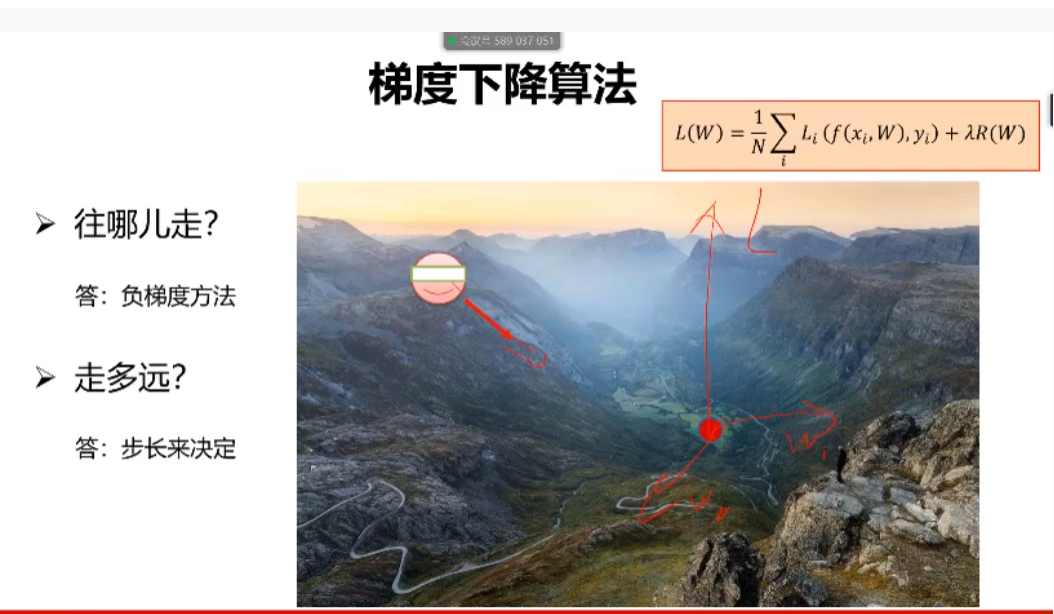 会议号 589 037 051
梯度下降算法
L(W) = \frac{1}{N} \sum_i L_i (f(x_i, W), y_i) + λR(W)
➢ 往哪儿走？
答：负梯度方法
➢ 走多远？
答：步长来决定
L
W_1